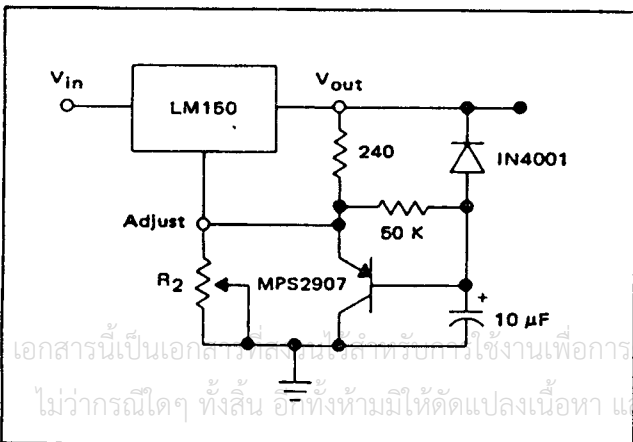 Vin
LM150
Vout
240
IN4001
Adjust
50 K
R2
MPS2907
+
10 μF
เอกสารนี้เป็นเอกสารที่สงวนไว้สำหรับการใช้งานเพื่อการ
ไม่ว่ากรณีใดๆ ทั้งสิ้น อีกทั้งห้ามมิให้ดัดแปลงเนื้อหา